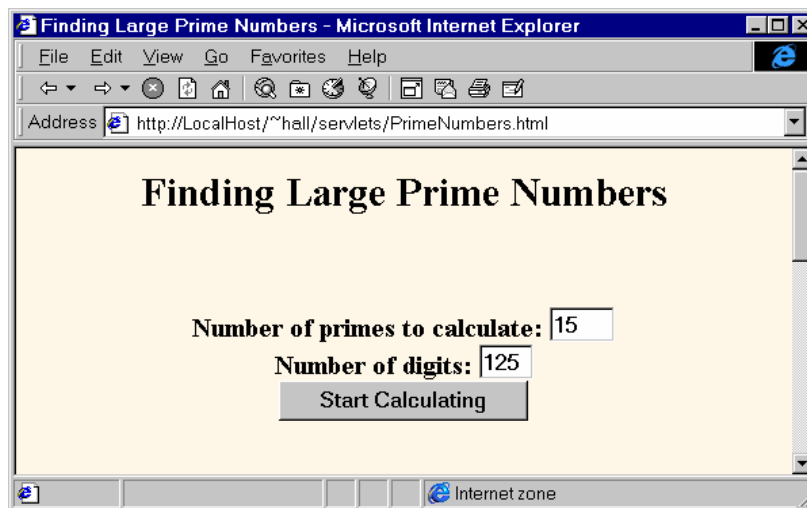 Finding Large Prime Numbers - Microsoft Internet Explorer
File Edit View Go Favorites Help
Address http://LocalHost/~hall/servlets/PrimeNumbers.html
Finding Large Prime Numbers
Number of primes to calculate: 15
Number of digits: 125
Start Calculating
Internet zone